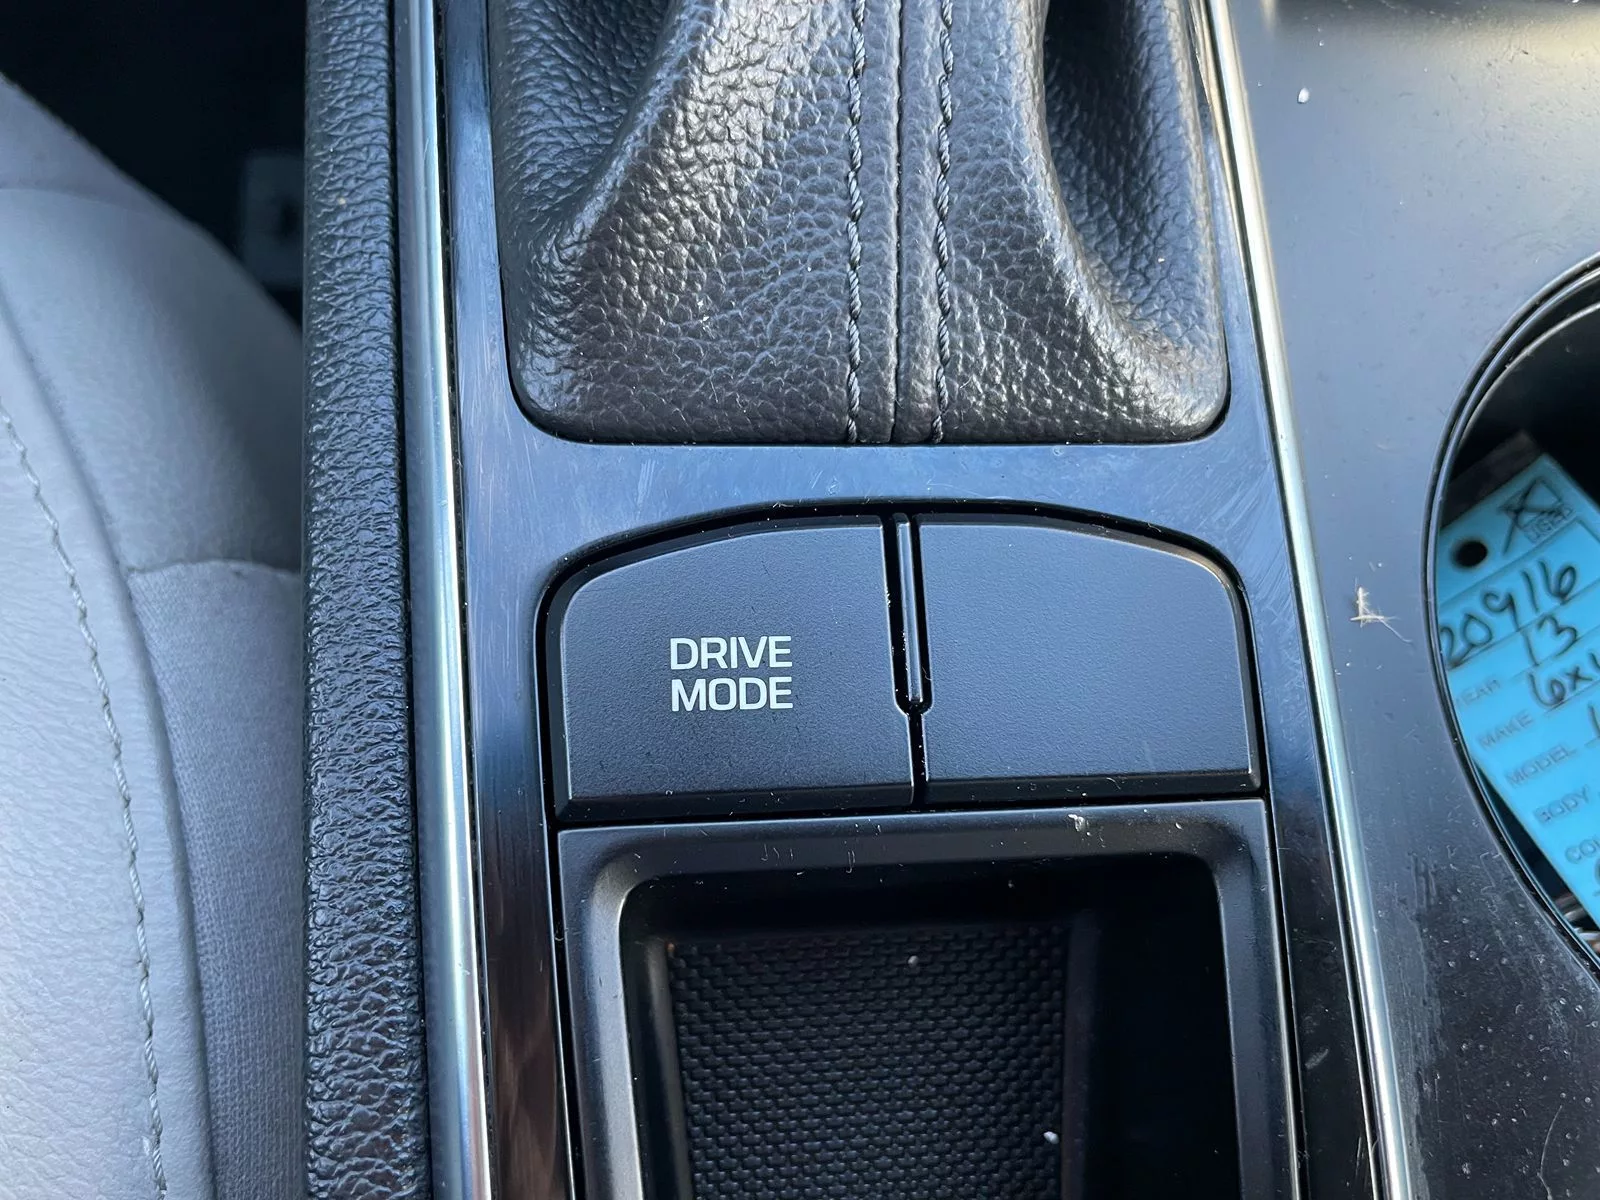 DRIVE
MODE
20916
13
YEAR
MAKE
MODEL
BODY